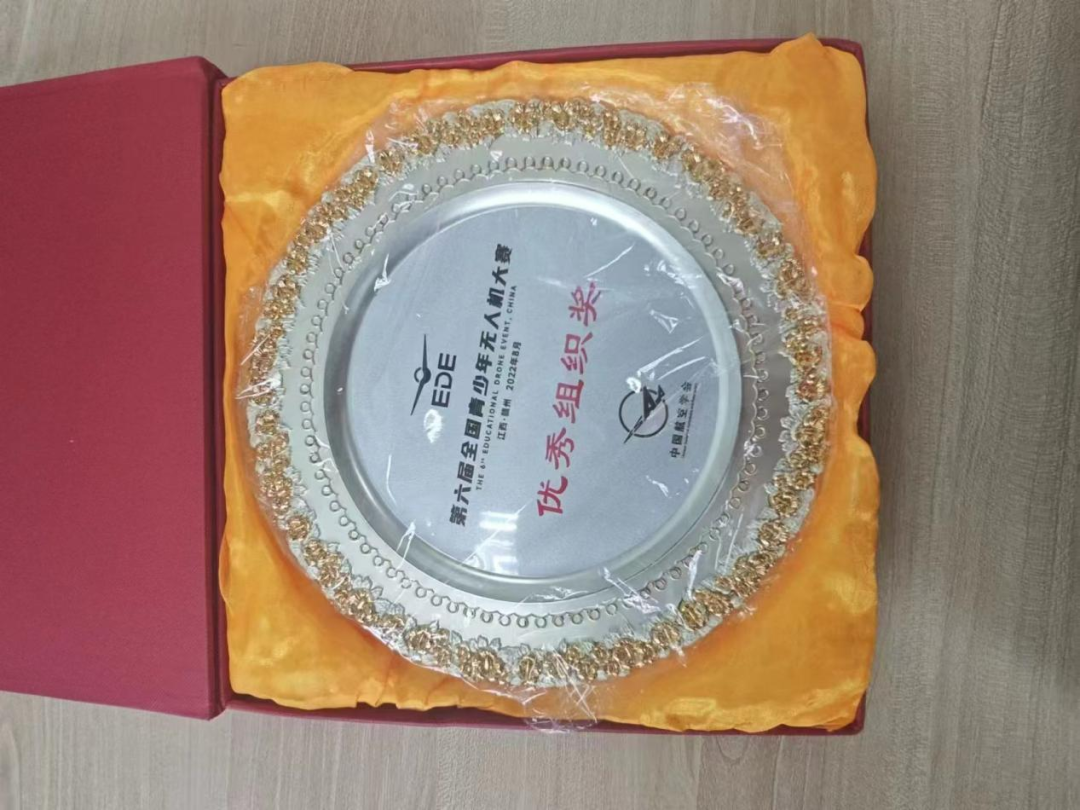 EDE
第六届全国青少年无人机大赛
THE 6TH EDUCATIONAL DRONE EVENT, CHINA
江西·赣州 2022年8月
优秀组织奖
中国航空学会